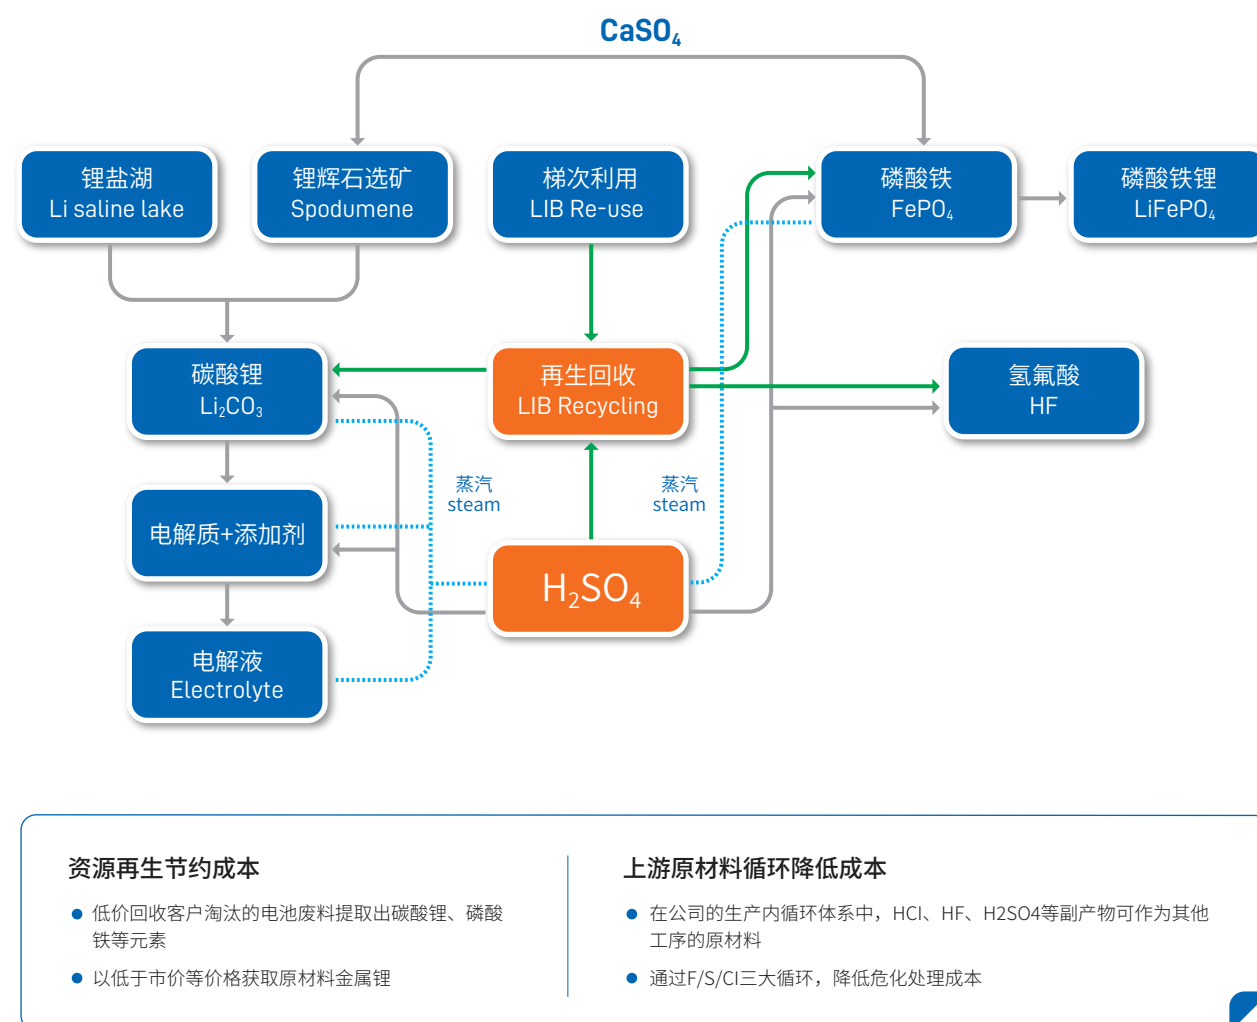 CaSO₄
锂盐湖
Li saline lake
锂辉石选矿
Spodumene
梯次利用
LIB Re-use
磷酸铁
FePO₄
磷酸铁锂
LiFePO₄
碳酸锂
Li₂CO₃
再生回收
LIB Recycling
氢氟酸
HF
蒸汽
steam
蒸汽
steam
电解质+添加剂
H₂SO₄
电解液
Electrolyte
资源再生节约成本
低价回收客户淘汰的电池废料提取出碳酸锂、磷酸
铁等元素
以低于市价等价格获取原材料金属锂
上游原材料循环降低成本
在公司的生产内循环体系中，HCl、HF、H2SO4等副产物可作为其他
工序的原材料
通过F/S/Cl三大循环，降低危化处理成本